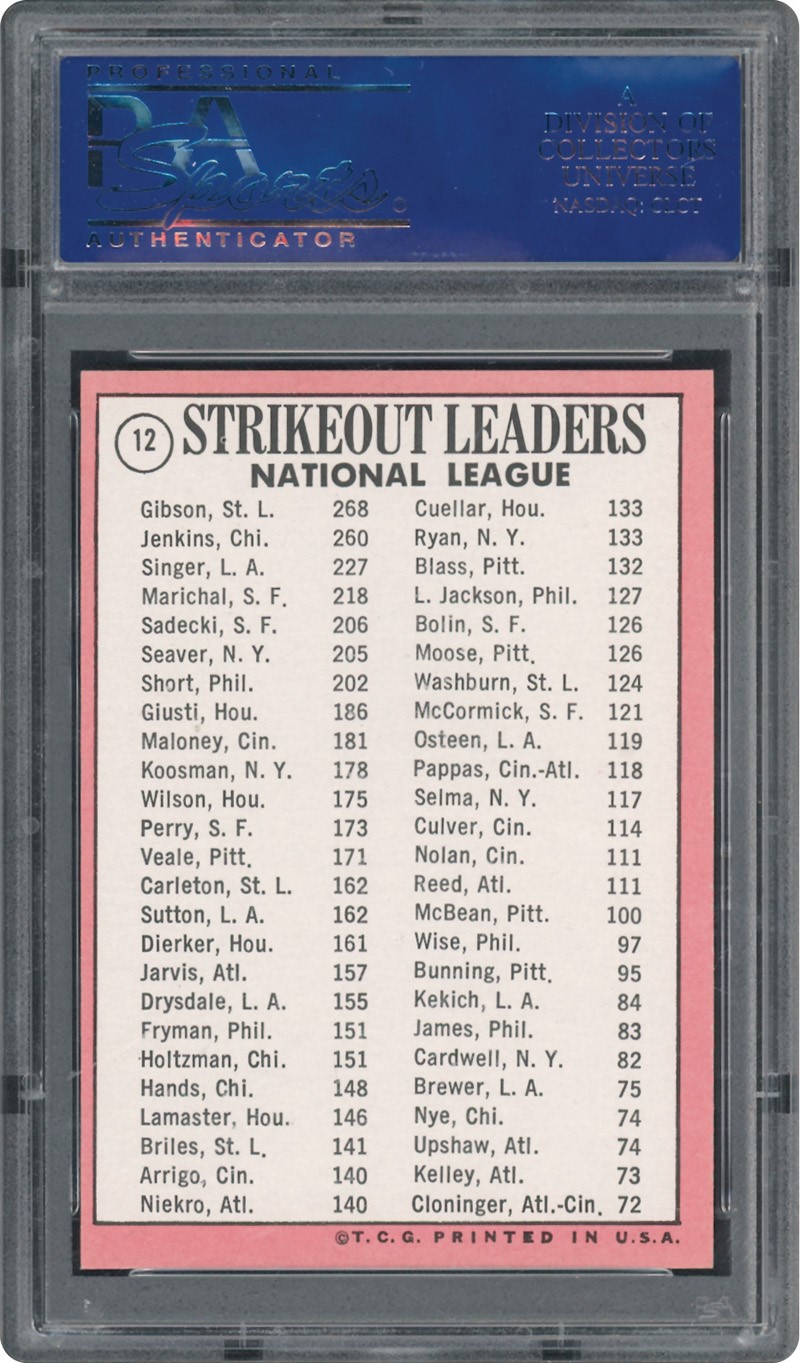 PROFESSIONAL
PSA
Sports
AUTHENTICATOR
A
DIVISION OF
COLLECTORS
UNIVERSE
NASDAQ: CLCT
12
STRIKEOUT LEADERS
NATIONAL LEAGUE
Gibson, St. L. 268
Jenkins, Chi. 260
Singer, L. A. 227
Marichal, S. F. 218
Sadecki, S. F. 206
Seaver, N. Y. 205
Short, Phil. 202
Giusti, Hou. 186
Maloney, Cin. 181
Koosman, N. Y. 178
Wilson, Hou. 175
Perry, S. F. 173
Veale, Pitt. 171
Carleton, St. L. 162
Sutton, L. A. 162
Dierker, Hou. 161
Jarvis, Atl. 157
Drysdale, L. A. 155
Fryman, Phil. 151
Holtzman, Chi. 151
Hands, Chi. 148
Lamaster, Hou. 146
Briles, St. L. 141
Arrigo, Cin. 140
Niekro, Atl. 140
Cuellar, Hou. 133
Ryan, N. Y. 133
Blass, Pitt. 132
L. Jackson, Phil. 127
Bolin, S. F. 126
Moose, Pitt. 126
Washburn, St. L. 124
McCormick, S. F. 121
Osteen, L. A. 119
Pappas, Cin.-Atl. 118
Selma, N. Y. 117
Culver, Cin. 114
Nolan, Cin. 111
Reed, Atl. 111
McBean, Pitt. 100
Wise, Phil. 97
Bunning, Pitt. 95
Kekich, L. A. 84
James, Phil. 83
Cardwell, N. Y. 82
Brewer, L. A. 75
Nye, Chi. 74
Upshaw, Atl. 74
Kelley, Atl. 73
Cloninger, Atl.-Cin. 72
©T. C. G. PRINTED IN U.S.A.
PSA